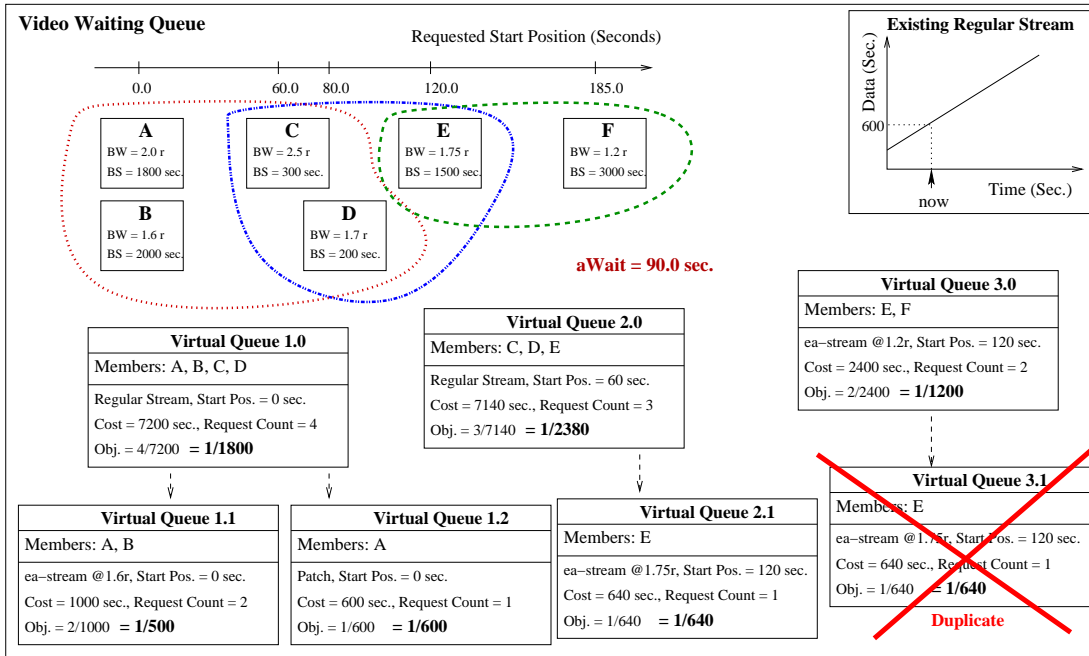 Video Waiting Queue
Requested Start Position (Seconds)
0.0
60.0
80.0
120.0
185.0
Existing Regular Stream
Data (Sec.)
600
Time (Sec.)
now
A
BW = 2.0 r
BS = 1800 sec.
C
BW = 2.5 r
BS = 300 sec.
E
BW = 1.75 r
BS = 1500 sec.
F
BW = 1.2 r
BS = 3000 sec.
B
BW = 1.6 r
BS = 2000 sec.
D
BW = 1.7 r
BS = 200 sec.
aWait = 90.0 sec.
Virtual Queue 1.0
Members: A, B, C, D
Regular Stream, Start Pos. = 0 sec.
Cost = 7200 sec., Request Count = 4
Obj. = 4/7200 = 1/1800
Virtual Queue 2.0
Members: C, D, E
Regular Stream, Start Pos. = 60 sec.
Cost = 7140 sec., Request Count = 3
Obj. = 3/7140 = 1/2380
Virtual Queue 3.0
Members: E, F
ea-stream @1.2r, Start Pos. = 120 sec.
Cost = 2400 sec., Request Count = 2
Obj. = 2/2400 = 1/1200
Virtual Queue 1.1
Members: A, B
ea-stream @1.6r, Start Pos. = 0 sec.
Cost = 1000 sec., Request Count = 2
Obj. = 2/1000 = 1/500
Virtual Queue 1.2
Members: A
Patch, Start Pos. = 0 sec.
Cost = 600 sec., Request Count = 1
Obj. = 1/600 = 1/600
Virtual Queue 2.1
Members: E
ea-stream @1.75r, Start Pos. = 120 sec.
Cost = 640 sec., Request Count = 1
Obj. = 1/640 = 1/640
Virtual Queue 3.1
Members: E
ea-stream @1.75r, Start Pos. = 120 sec.
Cost = 640 sec., Request Count = 1
Obj. = 1/640 = 1/640
Duplicate